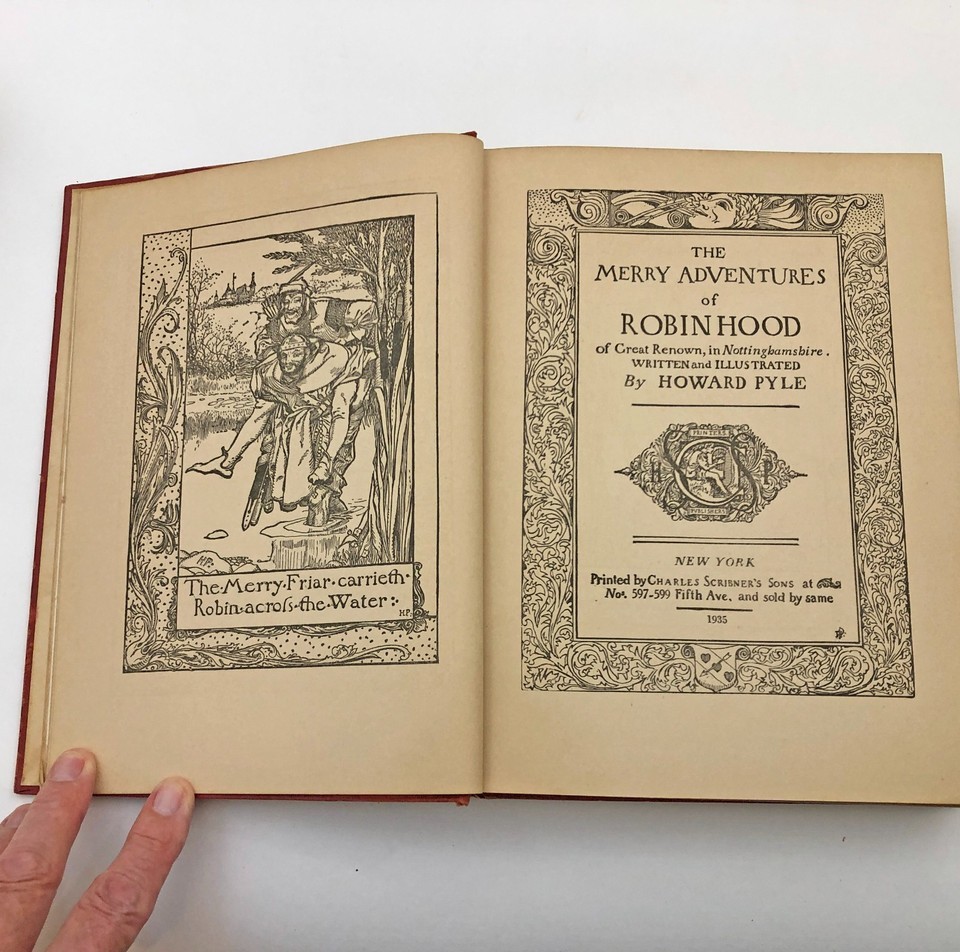 The·Merry·Friar·carrieth·
Robin·acroſs·the·Water:·
H.P.
THE
MERRY ADVENTURES
of
ROBIN HOOD
of Great Renown, in Nottinghamshire.
WRITTEN and ILLUSTRATED
By HOWARD PYLE
PRINTERS
PUBLISHERS
NEW YORK
Printed by CHARLES SCRIBNER'S SONS at
Nos. 597-599 Fifth Ave. and sold by same
1935